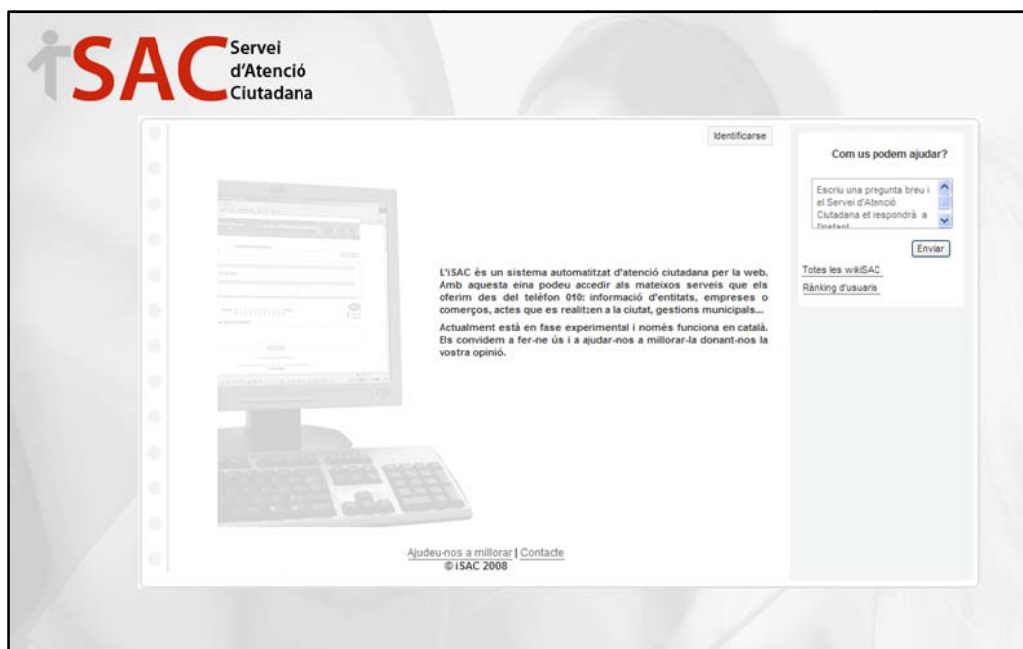 iSAC
Servei
d'Atenció
Ciutadana
Identificarse
Com us podem ajudar?
Escriu una pregunta breu i
el Servei d'Atenció
Ciutadana et respondrà a
l'instant
Enviar
Totes les wikiSAC
Rànking d'usuaris
L'iSAC és un sistema automatitzat d'atenció ciutadana per la web.
Amb aquesta eina podeu accedir als mateixos serveis que els
oferim des del telèfon 010: informació d'entitats, empreses o
comerços, actes que es realitzen a la ciutat, gestions municipals...
Actualment està en fase experimental i només funciona en català.
Els convidem a fer-ne ús i a ajudar-nos a millorar-la donant-nos la
vostra opinió.
Ajudeu-nos a millorar | Contacte
© iSAC 2008